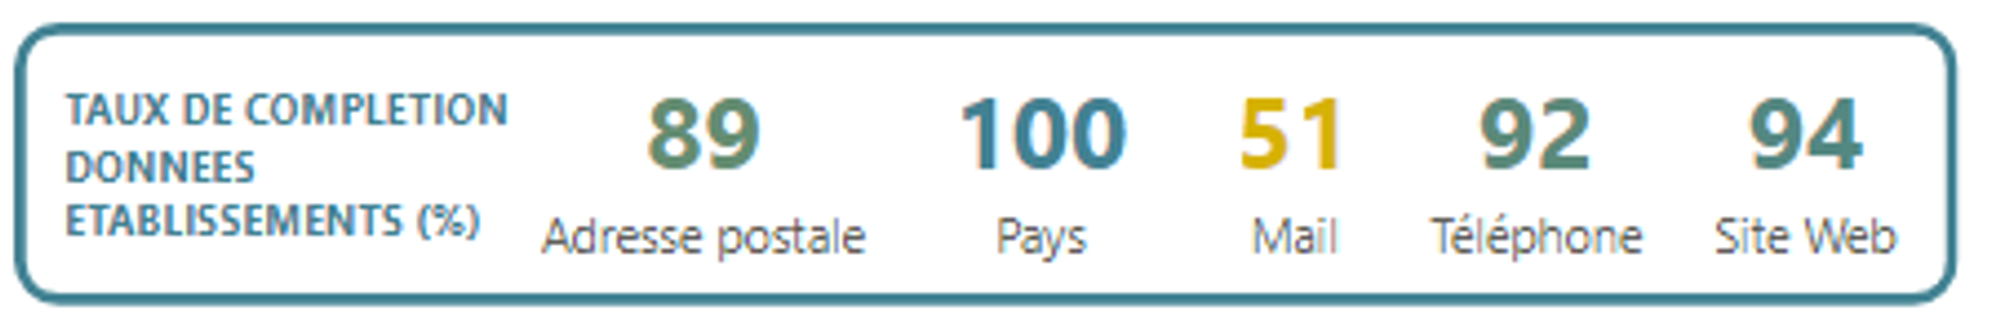 TAUX DE COMPLETION
DONNEES
ETABLISSEMENTS (%)
89 100 51 92 94
Adresse postale Pays Mail Téléphone Site Web